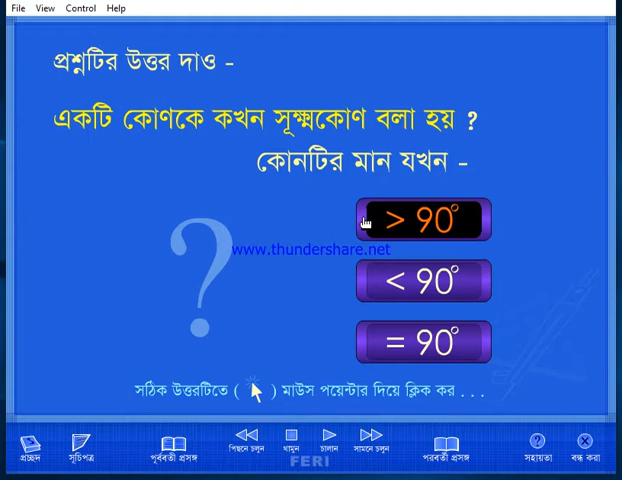 File View Control Help
প্রশ্নটির উত্তর দাও -
একটি কোণকে কখন সূক্ষ্মকোণ বলা হয় ?
কোনটির মান যখন -
> 90°
www.thundershare.net
< 90°
= 90°
সঠিক উত্তরটিতে ( ) মাউস পয়েন্টার দিয়ে ক্লিক কর . . .
প্রচ্ছদ সূচিপত্র পূর্ববর্তী প্রসঙ্গ পিছনে চলুন থামুন চালান সামনে চলুন পরবর্তী প্রসঙ্গ সহায়তা বন্ধ করা
FERI